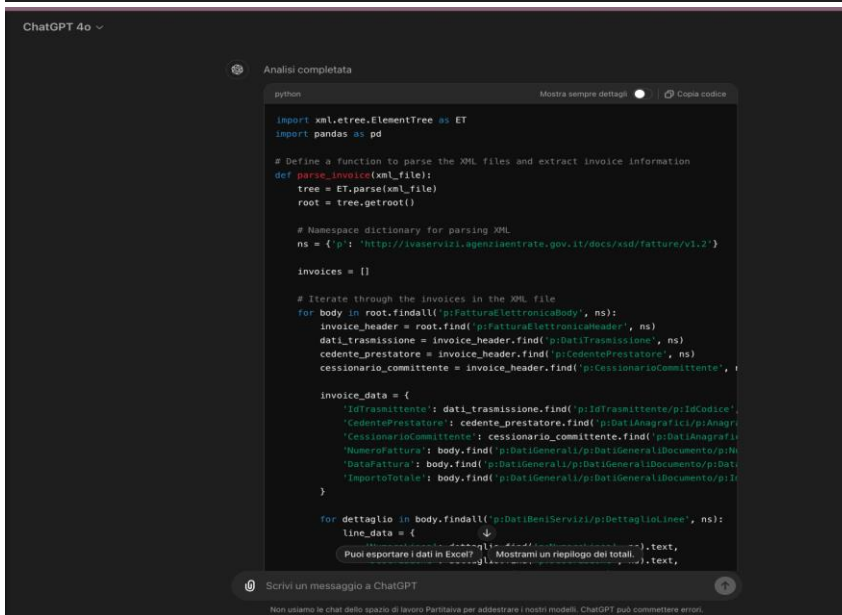 ChatGPT 4o
Analisi completata
python Mostra sempre dettagli Copia codice
import xml.etree.ElementTree as ET
import pandas as pd
# Define a function to parse the XML files and extract invoice information
def parse_invoice(xml_file):
tree = ET.parse(xml_file)
root = tree.getroot()
# Namespace dictionary for parsing XML
ns = {'p': 'http://ivaservizi.agenziaentrate.gov.it/docs/xsd/fatture/v1.2'}
invoices = []
# Iterate through the invoices in the XML file
for body in root.findall('p:FatturaElettronicaBody', ns):
invoice_header = root.find('p:FatturaElettronicaHeader', ns)
dati_trasmissione = invoice_header.find('p:DatiTrasmissione', ns)
cedente_prestatore = invoice_header.find('p:CedentePrestatore', ns)
cessionario_committente = invoice_header.find('p:CessionarioCommittente',
invoice_data = {
'IdTrasmittente': dati_trasmissione.find('p:IdTrasmittente/p:IdCodice',
'CedentePrestatore': cedente_prestatore.find('p:DatiAnagrafici/p:Anagr
'CessionarioCommittente': cessionario_committente.find('p:DatiAnagrafi
'NumeroFattura': body.find('p:DatiGenerali/p:DatiGeneraliDocumento/p:Nu
'DataFattura': body.find('p:DatiGenerali/p:DatiGeneraliDocumento/p:Data
'ImportoTotale': body.find('p:DatiGenerali/p:DatiGeneraliDocumento/p:Im
}
for dettaglio in body.findall('p:DatiBeniServizi/p:DettaglioLinee', ns):
line_data = {
.text,
Puoi esportare i dati in Excel? Mostrami un riepilogo dei totali.
.text,
Scrivi un messaggio a ChatGPT
Non usiamo le chat dello spazio di lavoro Partitaiva per addestrare i nostri modelli. ChatGPT può commettere errori.